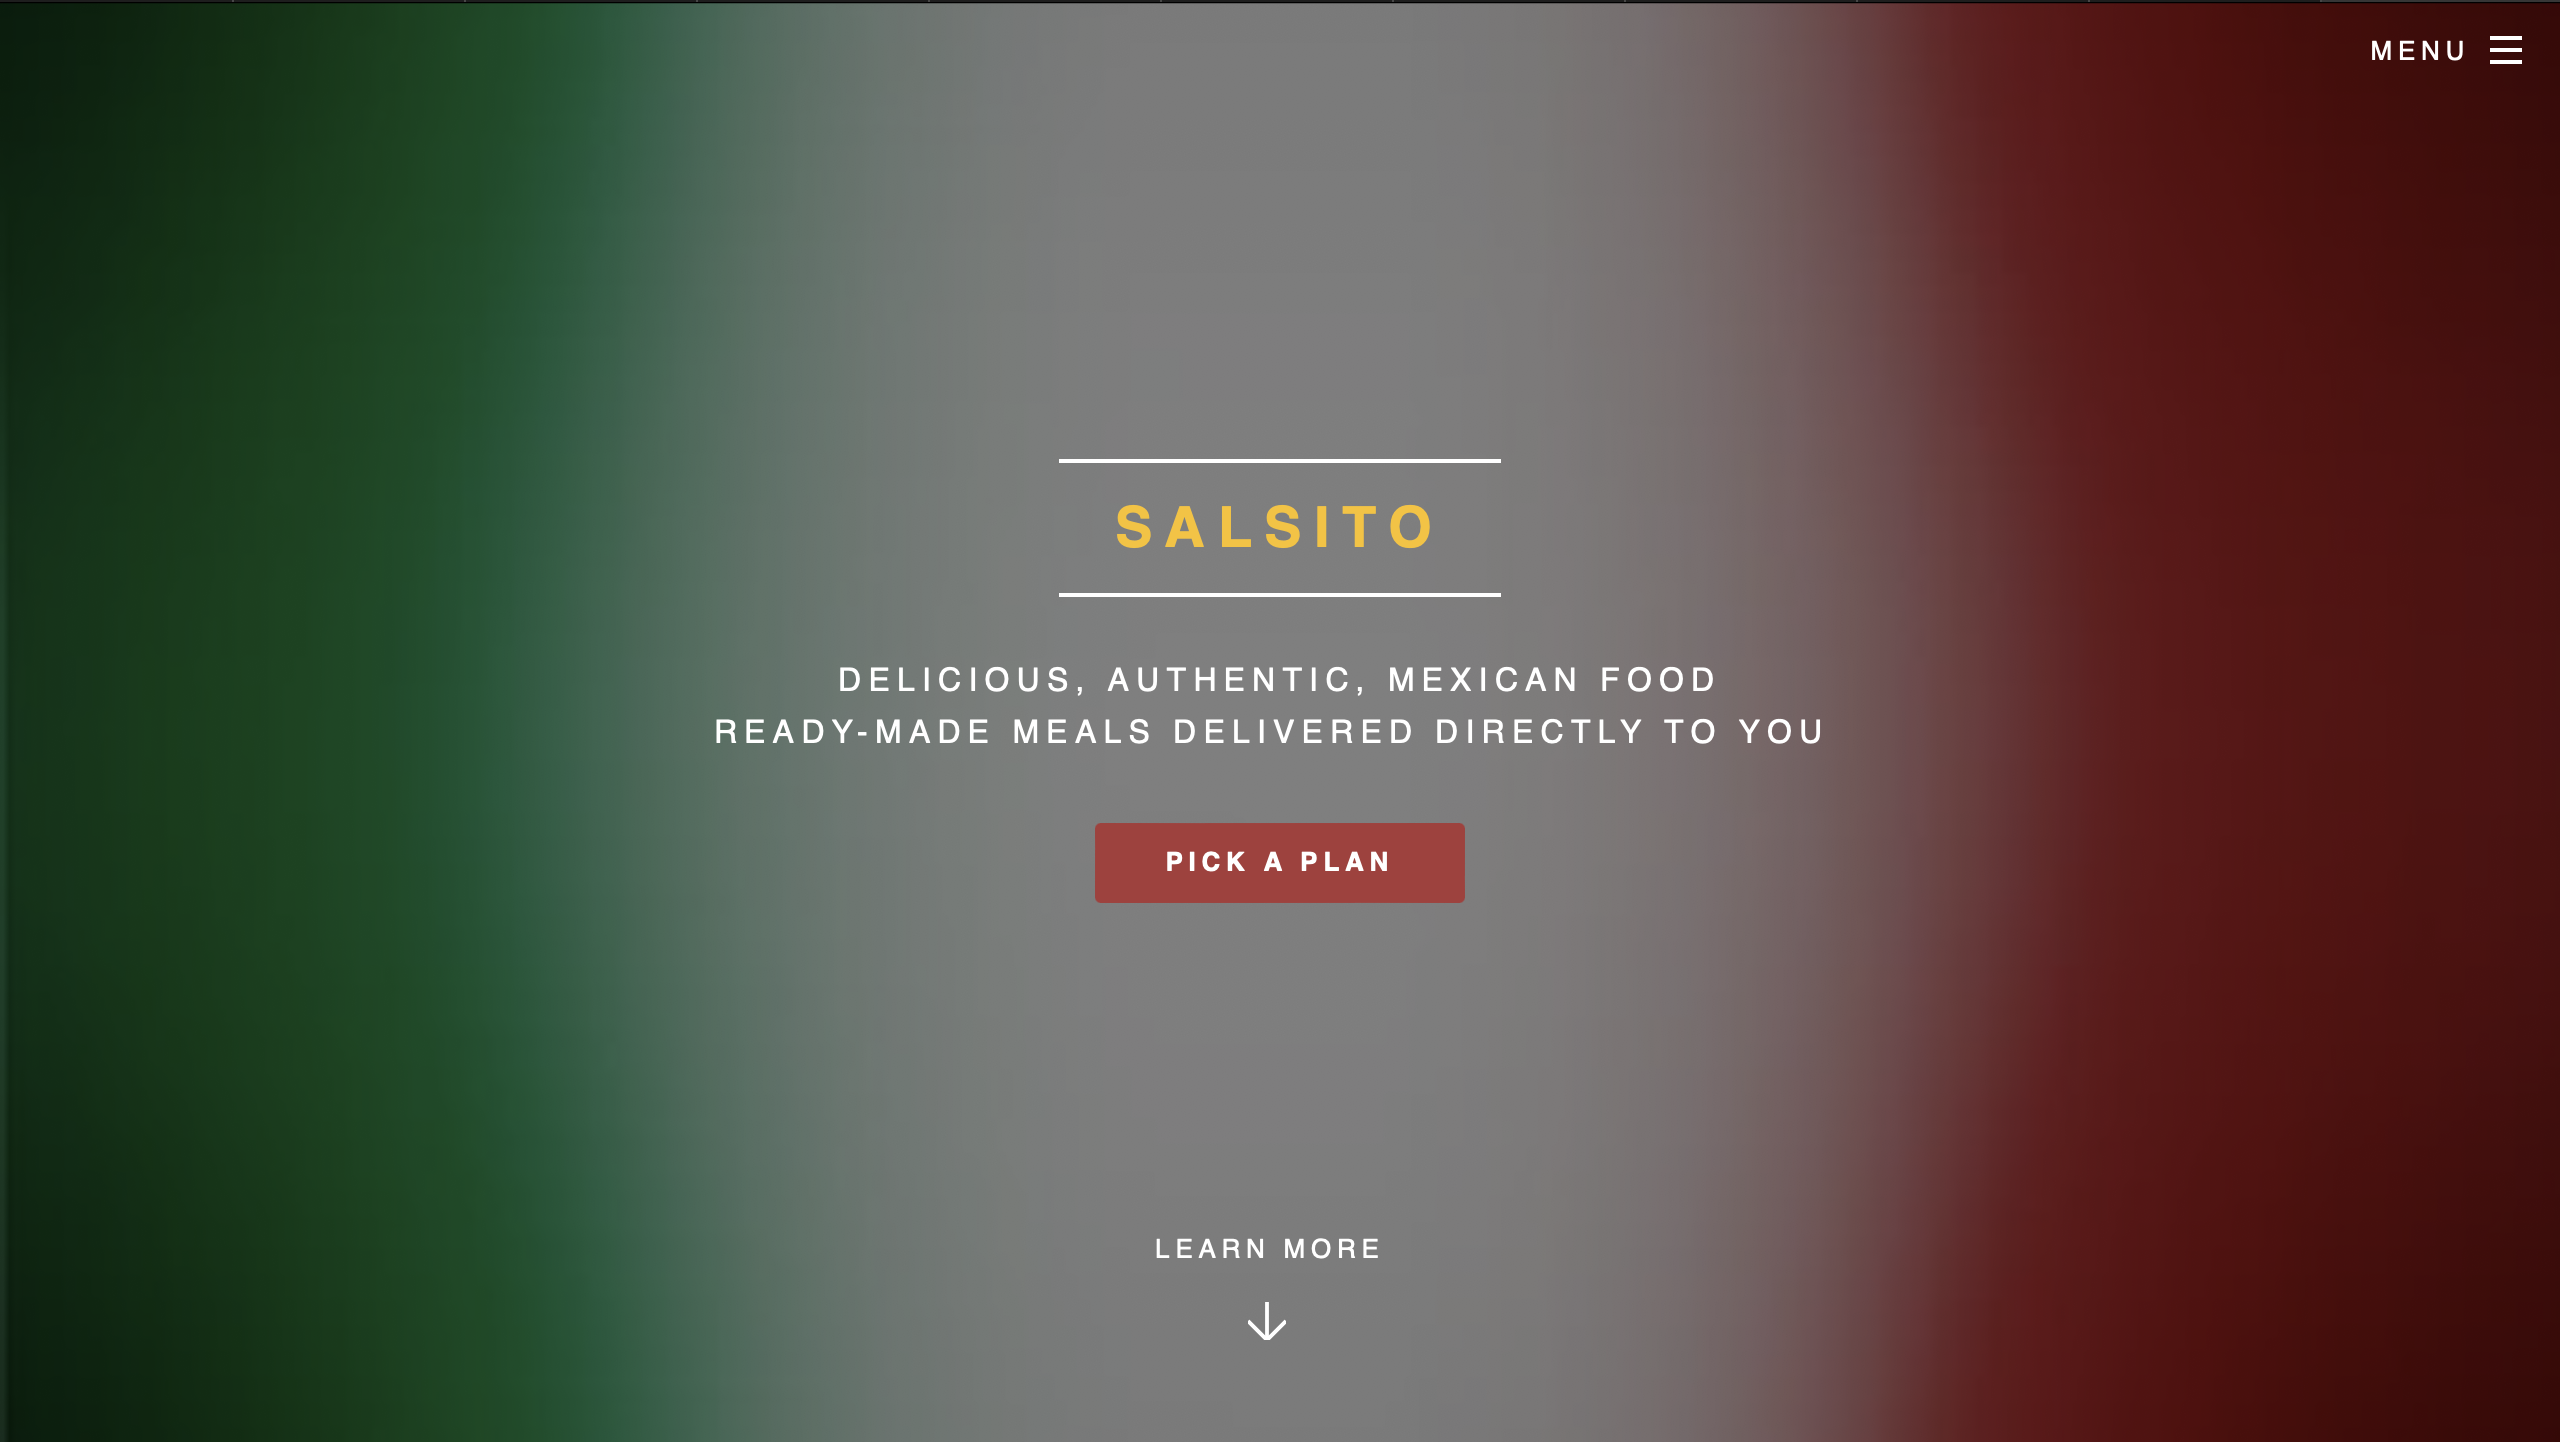 MENU
SALSITO
DELICIOUS, AUTHENTIC, MEXICAN FOOD
READY-MADE MEALS DELIVERED DIRECTLY TO YOU
PICK A PLAN
LEARN MORE